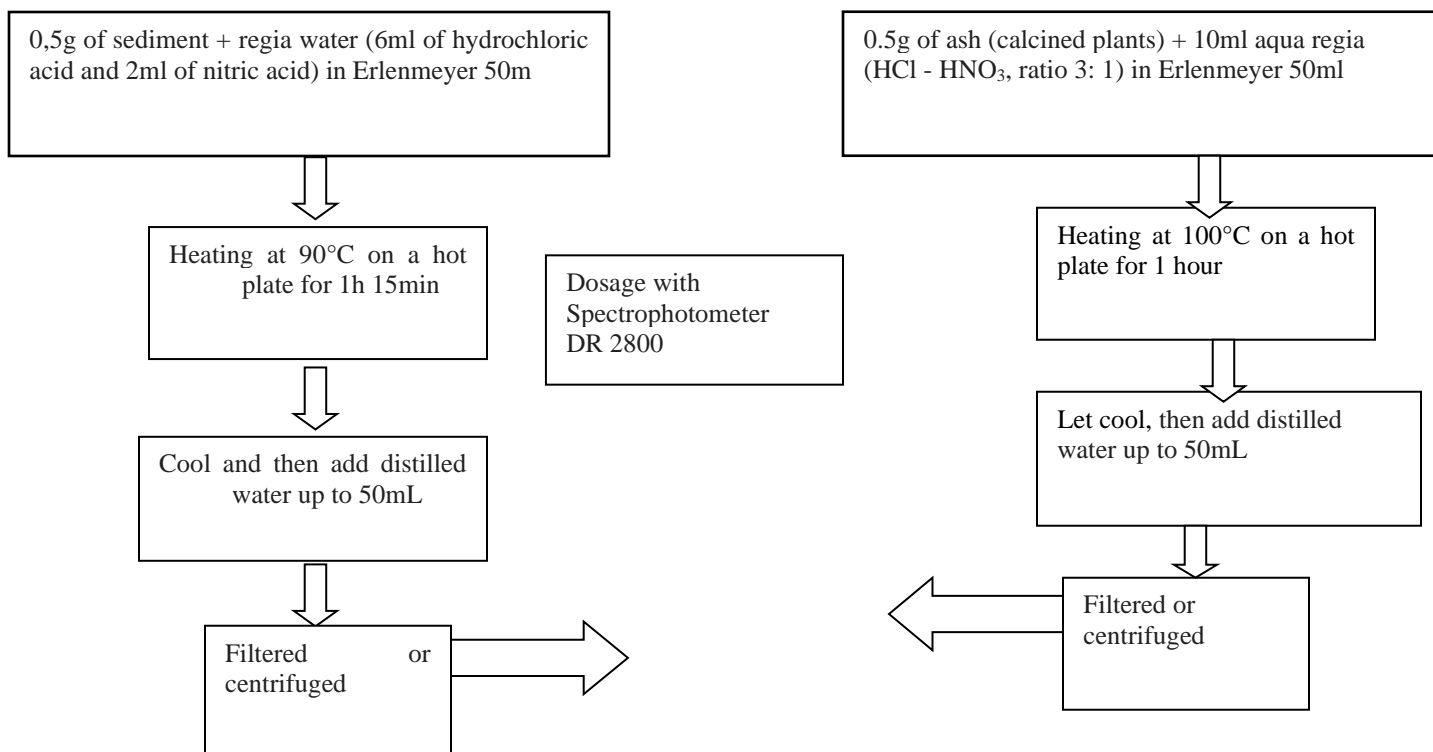 0,5g of sediment + regia water (6ml of hydrochloric
acid and 2ml of nitric acid) in Erlenmeyer 50m
Heating at 90°C on a hot
plate for 1h 15min
Cool and then add distilled
water up to 50mL
Filtered or
centrifuged
Dosage with
Spectrophotometer
DR 2800
0.5g of ash (calcined plants) + 10ml aqua regia
(HCl - HNO₃, ratio 3: 1) in Erlenmeyer 50ml
Heating at 100°C on a hot
plate for 1 hour
Let cool, then add distilled
water up to 50mL
Filtered or
centrifuged